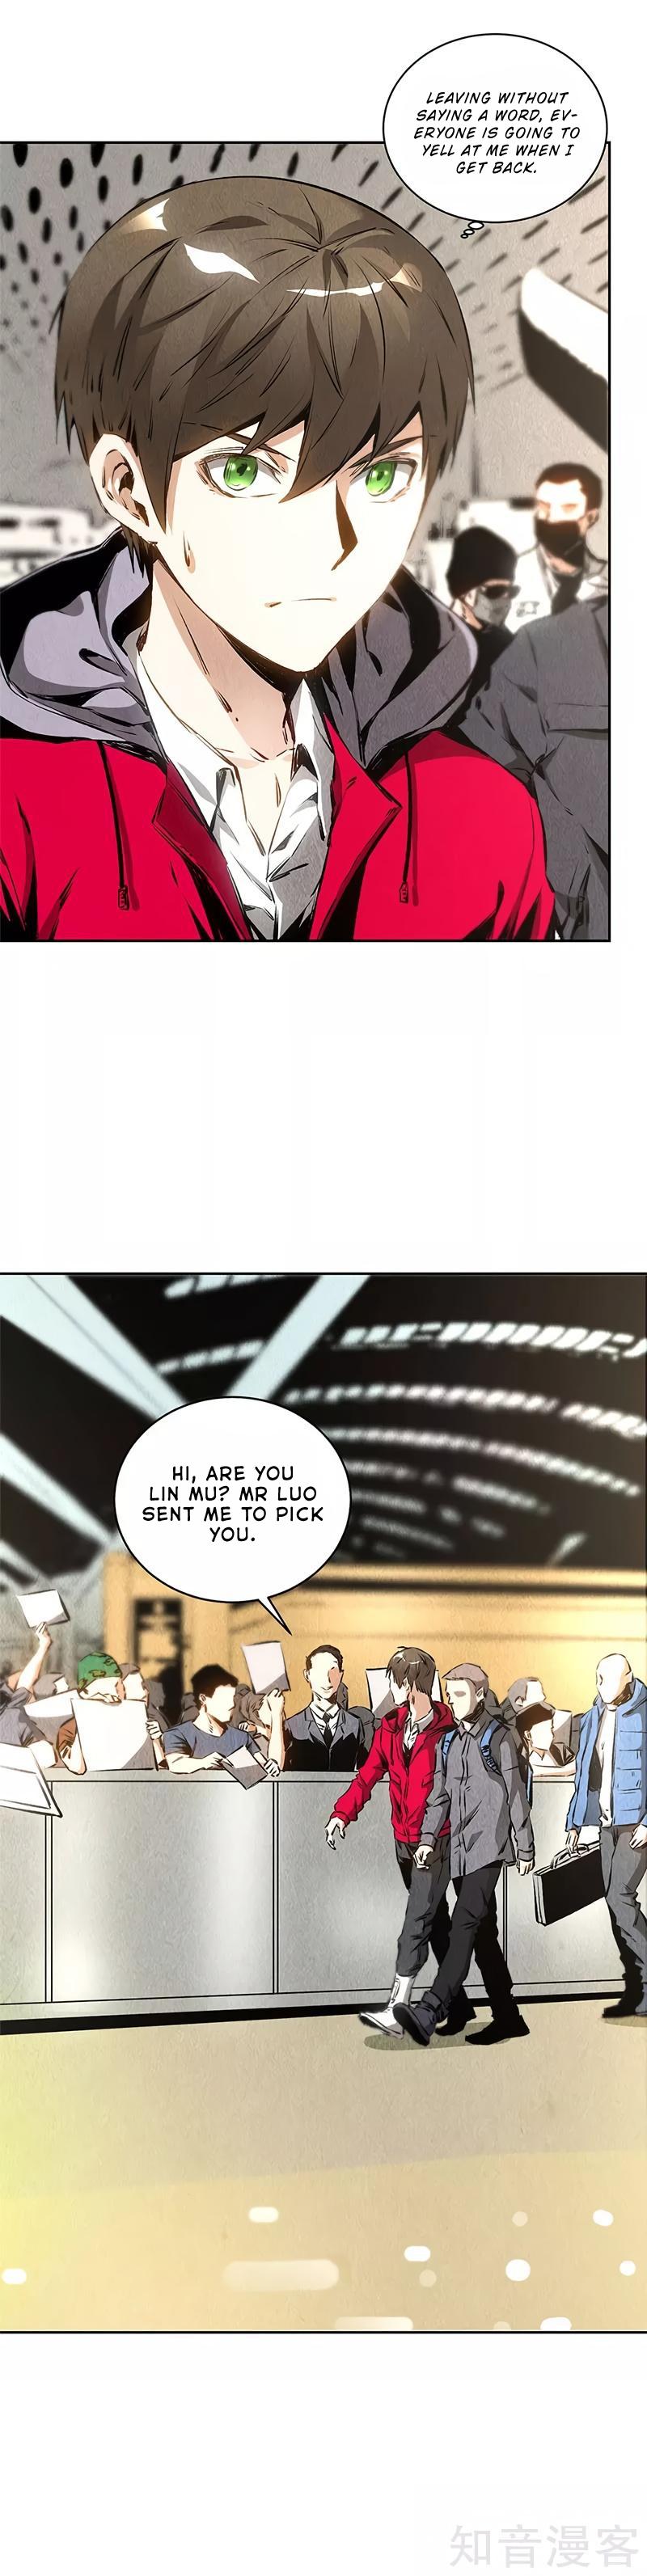 LEAVING WITHOUT
SAYING A WORD, EV-
ERYONE IS GOING TO
YELL AT ME WHEN I
GET BACK.
HI, ARE YOU
LIN MU? MR LUO
SENT ME TO PICK
YOU.
知音漫客